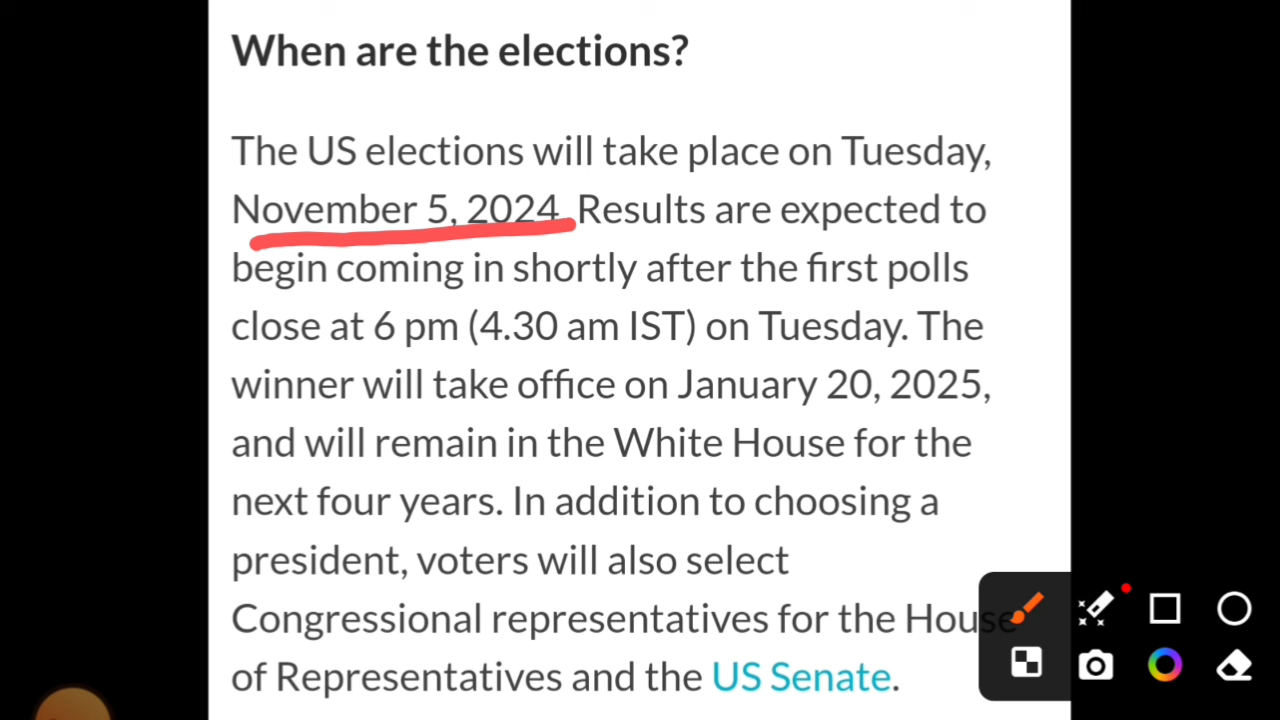 When are the elections?
The US elections will take place on Tuesday,
November 5, 2024. Results are expected to
begin coming in shortly after the first polls
close at 6 pm (4.30 am IST) on Tuesday. The
winner will take office on January 20, 2025,
and will remain in the White House for the
next four years. In addition to choosing a
president, voters will also select
Congressional representatives for the House
of Representatives and the US Senate.